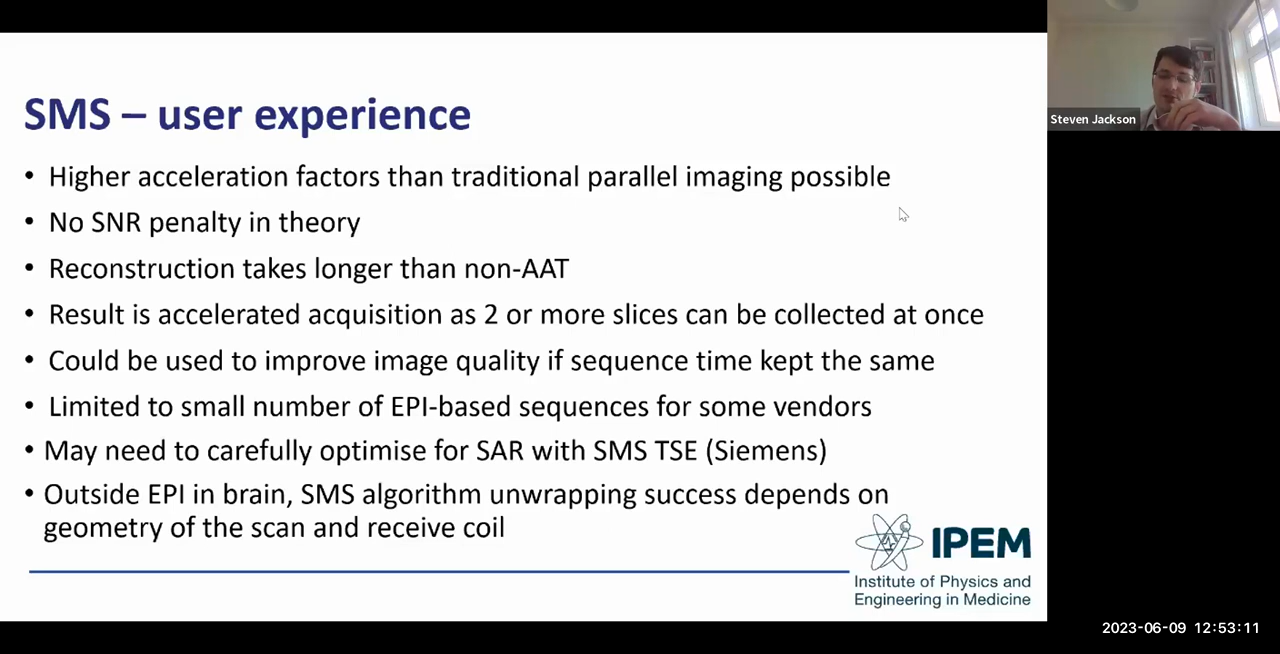 SMS – user experience
• Higher acceleration factors than traditional parallel imaging possible
• No SNR penalty in theory
• Reconstruction takes longer than non-AAT
• Result is accelerated acquisition as 2 or more slices can be collected at once
• Could be used to improve image quality if sequence time kept the same
• Limited to small number of EPI-based sequences for some vendors
• May need to carefully optimise for SAR with SMS TSE (Siemens)
• Outside EPI in brain, SMS algorithm unwrapping success depends on
geometry of the scan and receive coil
IPEM
Institute of Physics and
Engineering in Medicine
Steven Jackson
2023-06-09 12:53:11